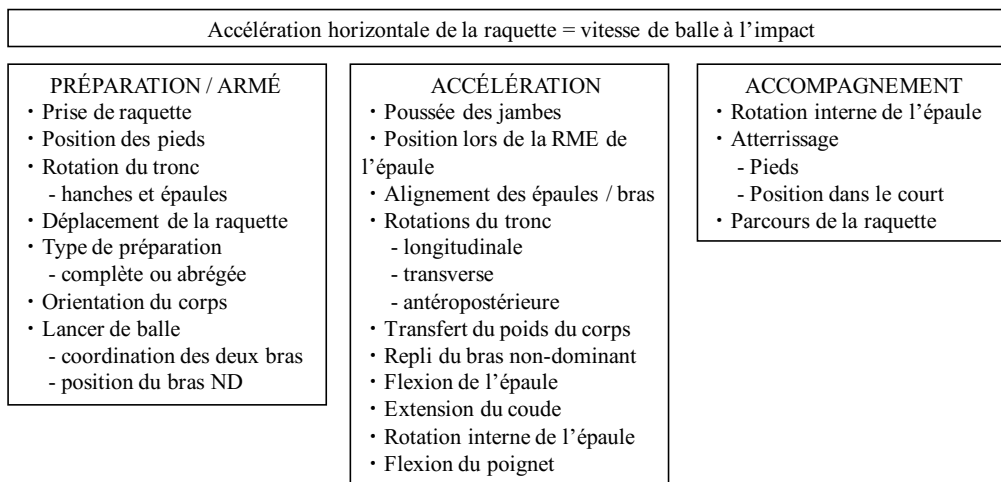 Accélération horizontale de la raquette = vitesse de balle à l’impact
PRÉPARATION / ARMÉ
・Prise de raquette
・Position des pieds
・Rotation du tronc
- hanches et épaules
・Déplacement de la raquette
・Type de préparation
- complète ou abrégée
・Orientation du corps
・Lancer de balle
- coordination des deux bras
- position du bras ND
ACCÉLÉRATION
・Poussée des jambes
・Position lors de la RME de
l’épaule
・Alignement des épaules / bras
・Rotations du tronc
- longitudinale
- transverse
- antéropostérieure
・Transfert du poids du corps
・Repli du bras non-dominant
・Flexion de l’épaule
・Extension du coude
・Rotation interne de l’épaule
・Flexion du poignet
ACCOMPAGNEMENT
・Rotation interne de l’épaule
・Atterrissage
- Pieds
- Position dans le court
・Parcours de la raquette